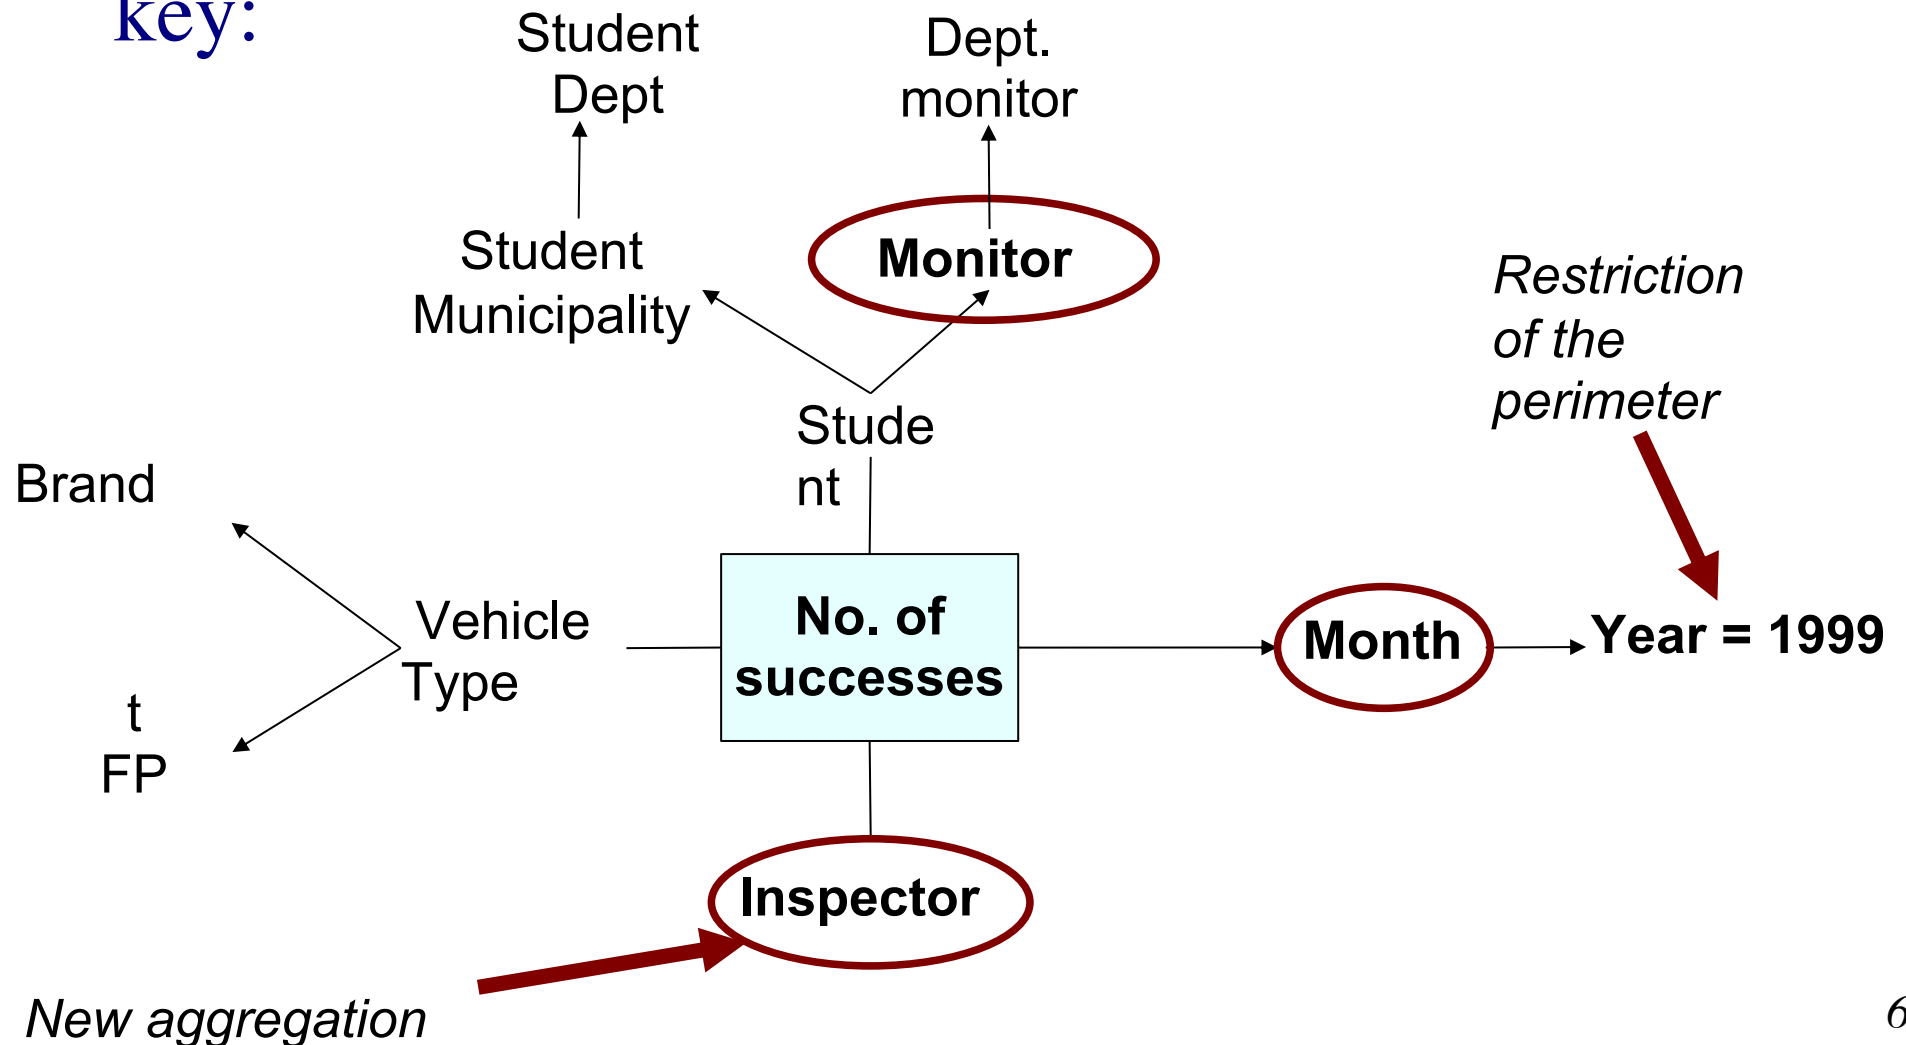 key:
Student
Dept
Dept.
monitor
Student
Municipality
Monitor
Restriction
of the
perimeter
Stude
nt
Brand
Vehicle
Type
No. of
successes
Month
Year = 1999
t
FP
Inspector
New aggregation
6